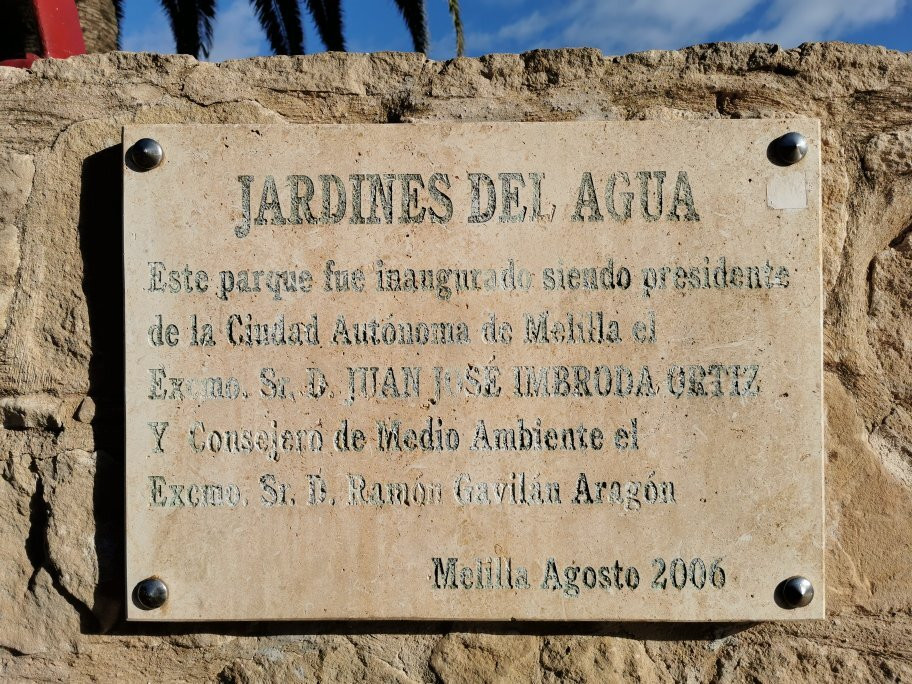 JARDINES DEL AGUA
Este parque fue inaugurado siendo presidente
de la Ciudad Autónoma de Melilla el
Excmo. Sr. D. JUAN JOSÉ IMBRODA ORTIZ
Y Consejero de Medio Ambiente el
Excmo. Sr. D. Ramón Gavilán Aragón
Melilla Agosto 2006